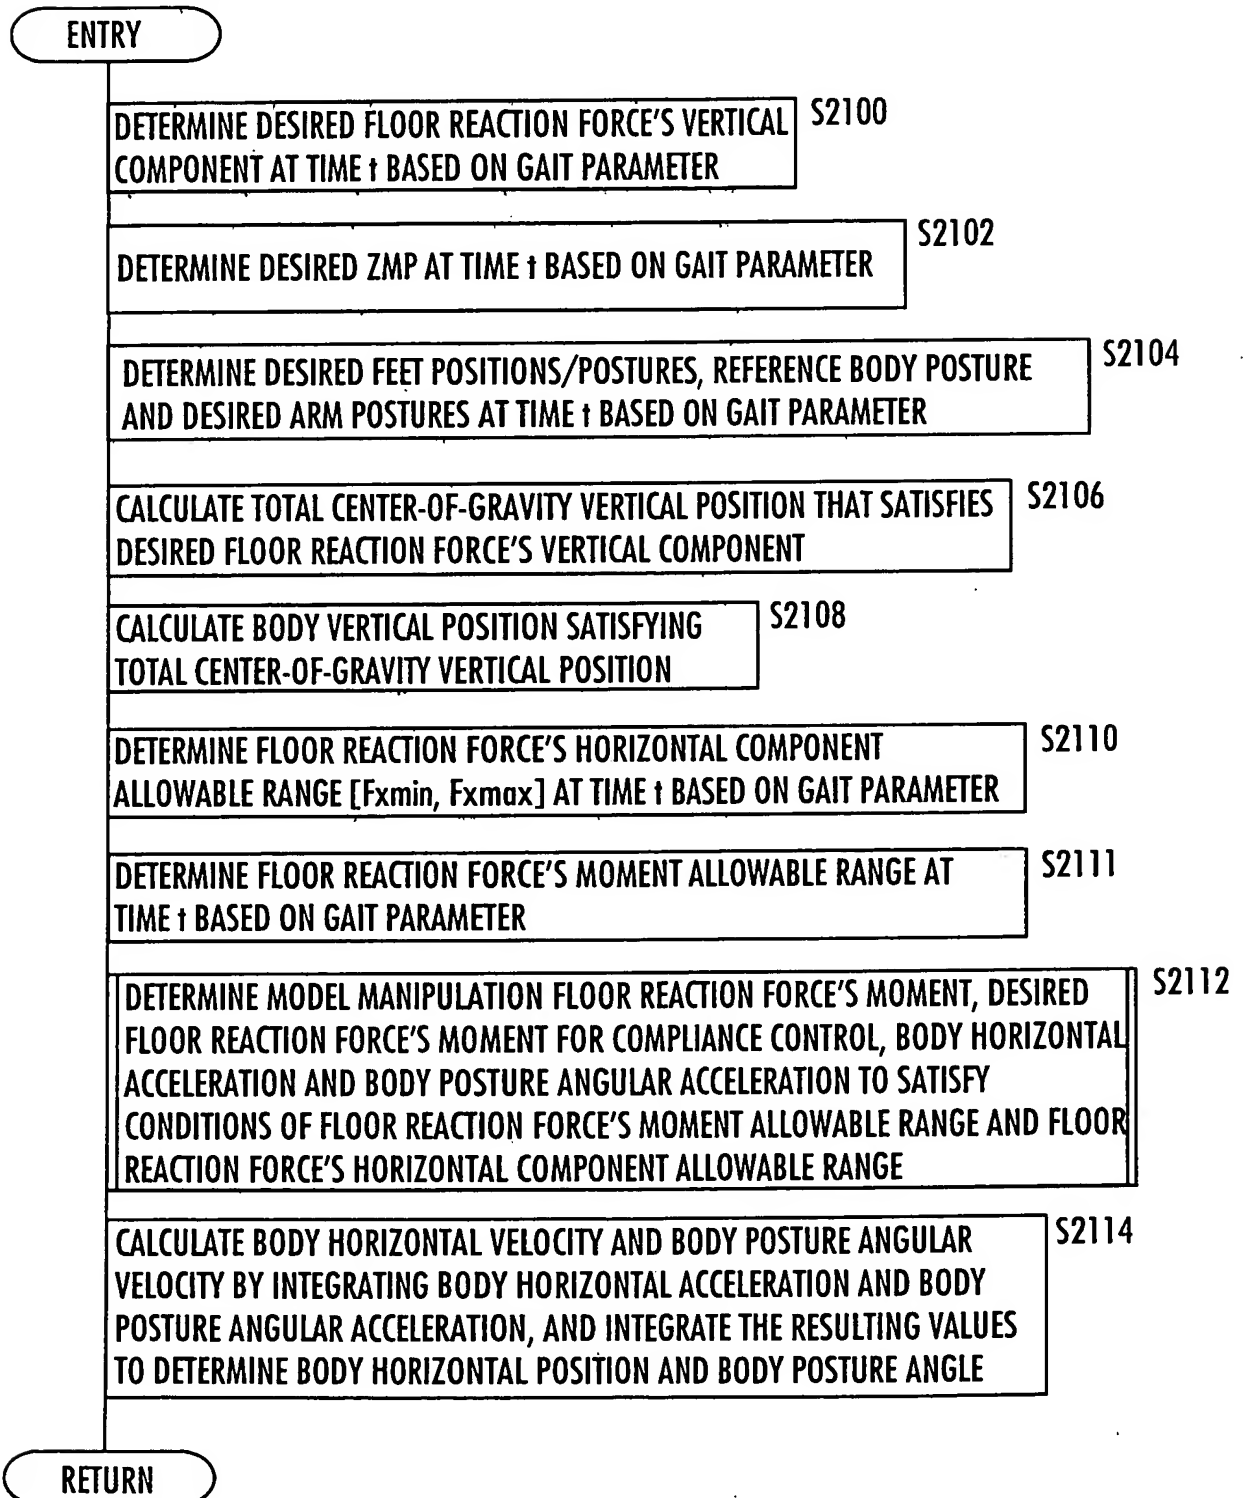 ENTRY
DETERMINE DESIRED FLOOR REACTION FORCE'S VERTICAL
COMPONENT AT TIME t BASED ON GAIT PARAMETER
S2100
DETERMINE DESIRED ZMP AT TIME t BASED ON GAIT PARAMETER
S2102
DETERMINE DESIRED FEET POSITIONS/POSTURES, REFERENCE BODY POSTURE
AND DESIRED ARM POSTURES AT TIME t BASED ON GAIT PARAMETER
S2104
CALCULATE TOTAL CENTER-OF-GRAVITY VERTICAL POSITION THAT SATISFIES
DESIRED FLOOR REACTION FORCE'S VERTICAL COMPONENT
S2106
CALCULATE BODY VERTICAL POSITION SATISFYING
TOTAL CENTER-OF-GRAVITY VERTICAL POSITION
S2108
DETERMINE FLOOR REACTION FORCE'S HORIZONTAL COMPONENT
ALLOWABLE RANGE [Fxmin, Fxmax] AT TIME t BASED ON GAIT PARAMETER
S2110
DETERMINE FLOOR REACTION FORCE'S MOMENT ALLOWABLE RANGE AT
TIME t BASED ON GAIT PARAMETER
S2111
DETERMINE MODEL MANIPULATION FLOOR REACTION FORCE'S MOMENT, DESIRED
FLOOR REACTION FORCE'S MOMENT FOR COMPLIANCE CONTROL, BODY HORIZONTAL
ACCELERATION AND BODY POSTURE ANGULAR ACCELERATION TO SATISFY
CONDITIONS OF FLOOR REACTION FORCE'S MOMENT ALLOWABLE RANGE AND FLOOR
REACTION FORCE'S HORIZONTAL COMPONENT ALLOWABLE RANGE
S2112
CALCULATE BODY HORIZONTAL VELOCITY AND BODY POSTURE ANGULAR
VELOCITY BY INTEGRATING BODY HORIZONTAL ACCELERATION AND BODY
POSTURE ANGULAR ACCELERATION, AND INTEGRATE THE RESULTING VALUES
TO DETERMINE BODY HORIZONTAL POSITION AND BODY POSTURE ANGLE
S2114
RETURN